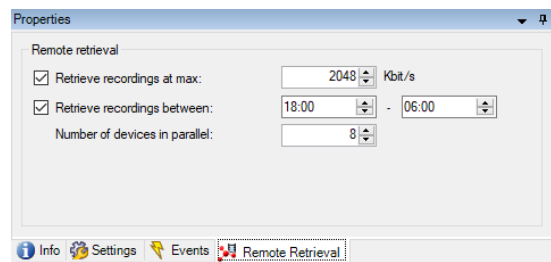 Properties
Remote retrieval
Retrieve recordings at max: 2048 Kbit/s
Retrieve recordings between: 18:00 - 06:00
Number of devices in parallel: 8
Info Settings Events Remote Retrieval